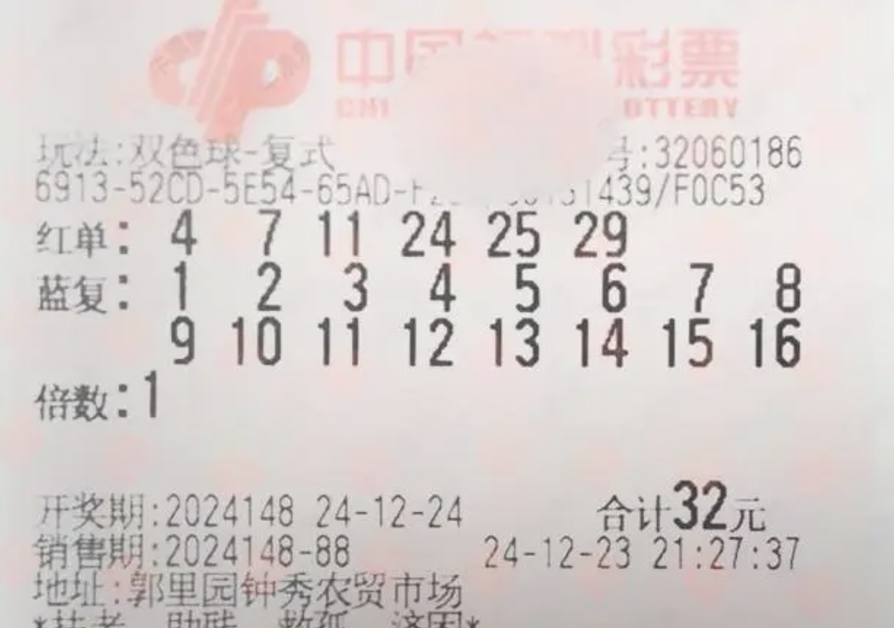 中国 彩票
CHI OTTERY
玩法:双色球-复式 号:32060186
6913-52CD-5E54-65AD- 1439/F0C53
红单: 4 7 11 24 25 29
蓝复: 1 2 3 4 5 6 7 8
9 10 11 12 13 14 15 16
倍数:1
开奖期:2024148 24-12-24 合计32元
销售期:2024148-88 24-12-23 21:27:37
地址:郭里园钟秀农贸市场